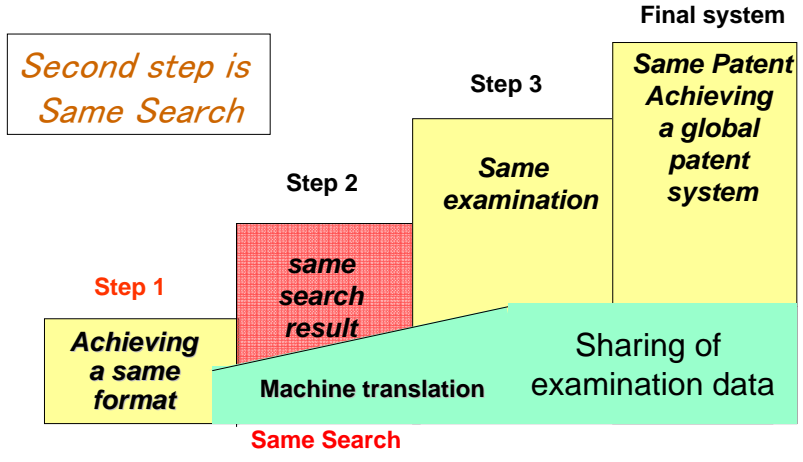 Second step is
Same Search
Step 1
Achieving
a same
format
Step 2
same
search
result
Same Search
Step 3
Same
examination
Final system
Same Patent
Achieving
a global
patent
system
Machine translation
Sharing of
examination data